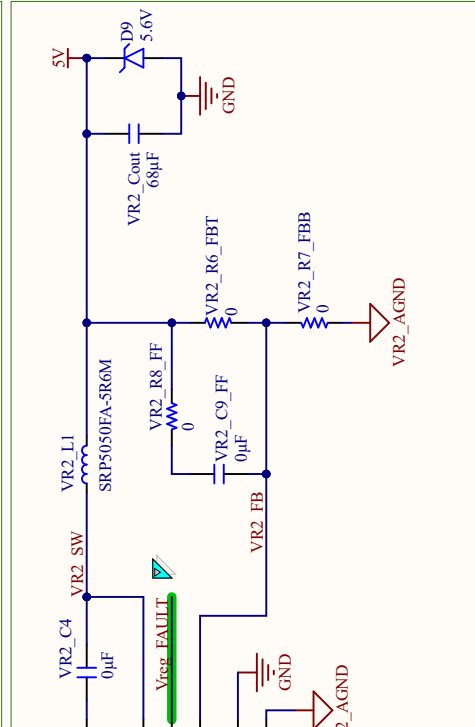 5V
D9
5.6V
GND
VR2_Cout
68µF
VR2_R6_FBT
0
VR2_R7_FBB
0
VR2_AGND
VR2_R8_FF
0
VR2_C9_FF
0µF
VR2_L1
SRP5050FA-5R6M
VR2_SW
VR2_FB
VR2_C4
0µF
Vreg_FAULT
GND
2_AGND